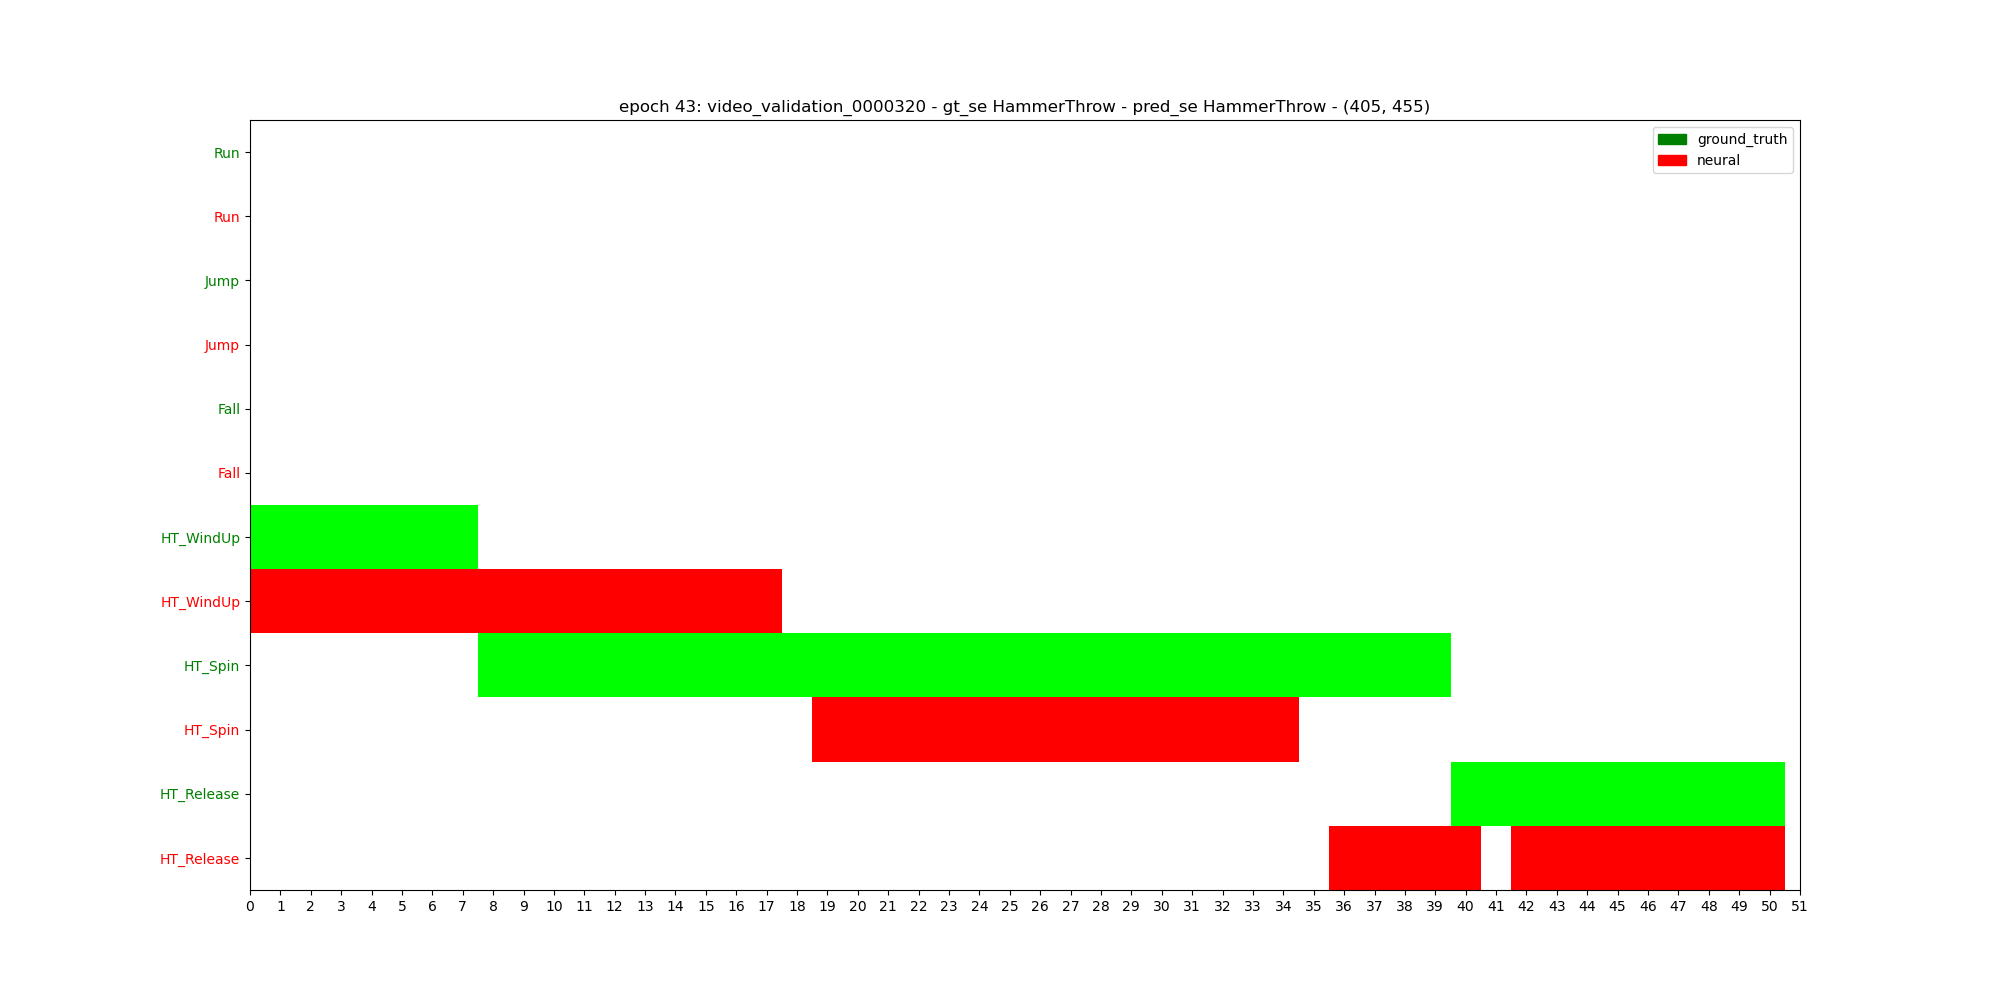 epoch 43: video_validation_0000320 - gt_se HammerThrow - pred_se HammerThrow - (405, 455)
ground_truth
neural
Run
Run
Jump
Jump
Fall
Fall
HT_WindUp
HT_WindUp
HT_Spin
HT_Spin
HT_Release
HT_Release
0 1 2 3 4 5 6 7 8 9 10 11 12 13 14 15 16 17 18 19 20 21 22 23 24 25 26 27 28 29 30 31 32 33 34 35 36 37 38 39 40 41 42 43 44 45 46 47 48 49 50 51